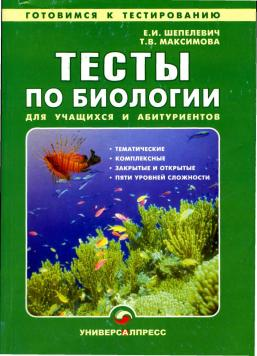 ГОТОВИМСЯ К ТЕСТИРОВАНИЮ
Е.И. ШЕПЕЛЕВИЧ
Т.В. МАКСИМОВА
ТЕСТЫ
ПО БИОЛОГИИ
ДЛЯ УЧАЩИХСЯ И АБИТУРИЕНТОВ
• ТЕМАТИЧЕСКИЕ
• КОМПЛЕКСНЫЕ
• ЗАКРЫТЫЕ И ОТКРЫТЫЕ
• ПЯТИ УРОВНЕЙ СЛОЖНОСТИ
УНИВЕРСАЛПРЕСС